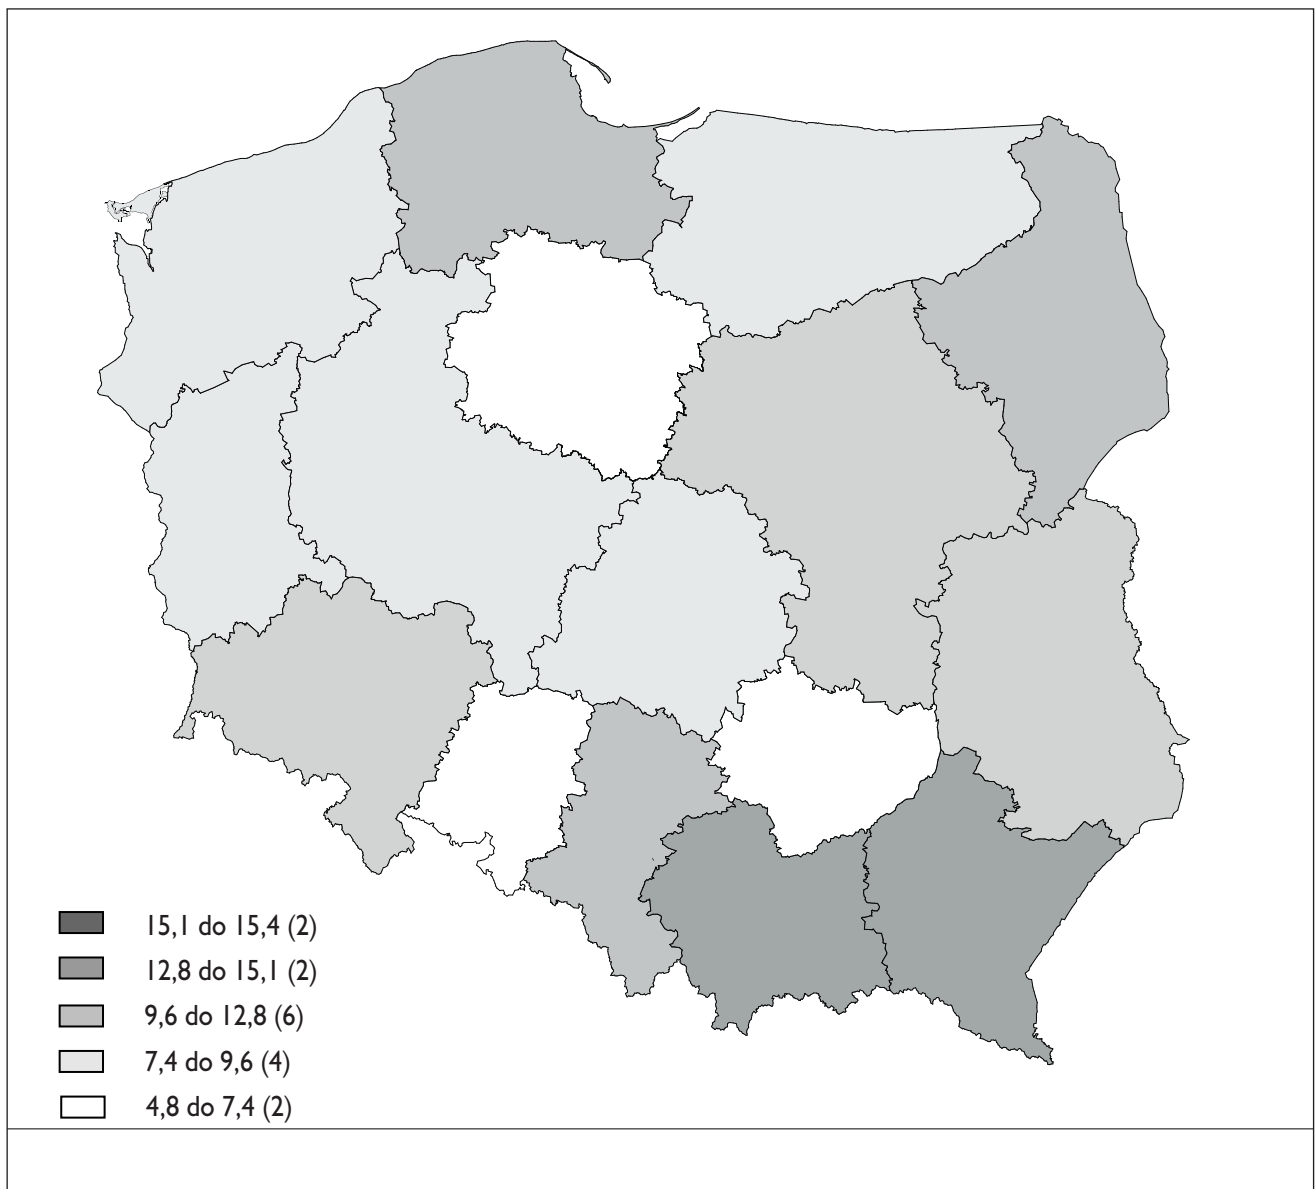 15,1 do 15,4 (2)
12,8 do 15,1 (2)
9,6 do 12,8 (6)
7,4 do 9,6 (4)
4,8 do 7,4 (2)